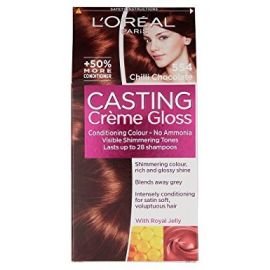 SAFETY INSTRUCTIONS
L'ORÉAL
PARIS
+50%
MORE
CONDITIONER
554
Chilli Chocolate
CASTING
Crème Gloss
Conditioning Colour – No Ammonia
Visible Shimmering Tones
Lasts up to 28 shampoos
Shimmering colour,
rich and glossy shine
Blends away grey
Intensely conditioning
for satin soft,
voluptuous hair
With Royal Jelly